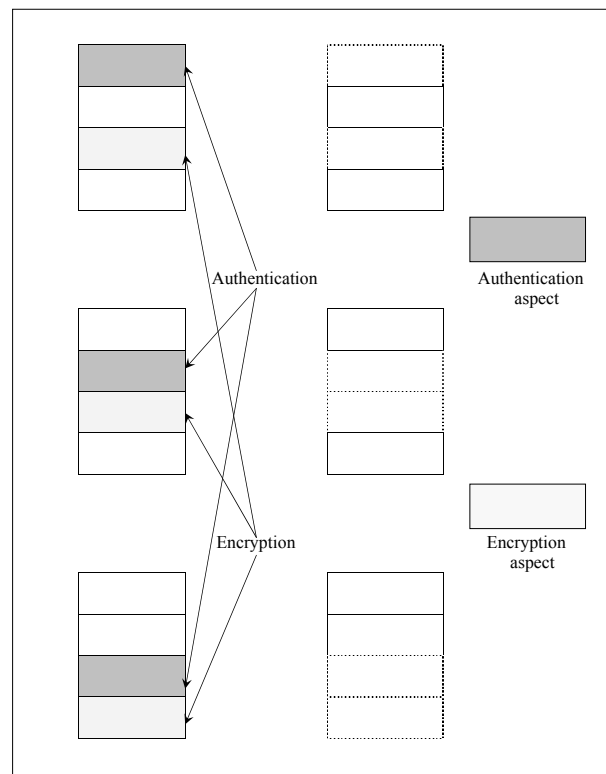 Authentication
Authentication
aspect
Encryption
Encryption
aspect